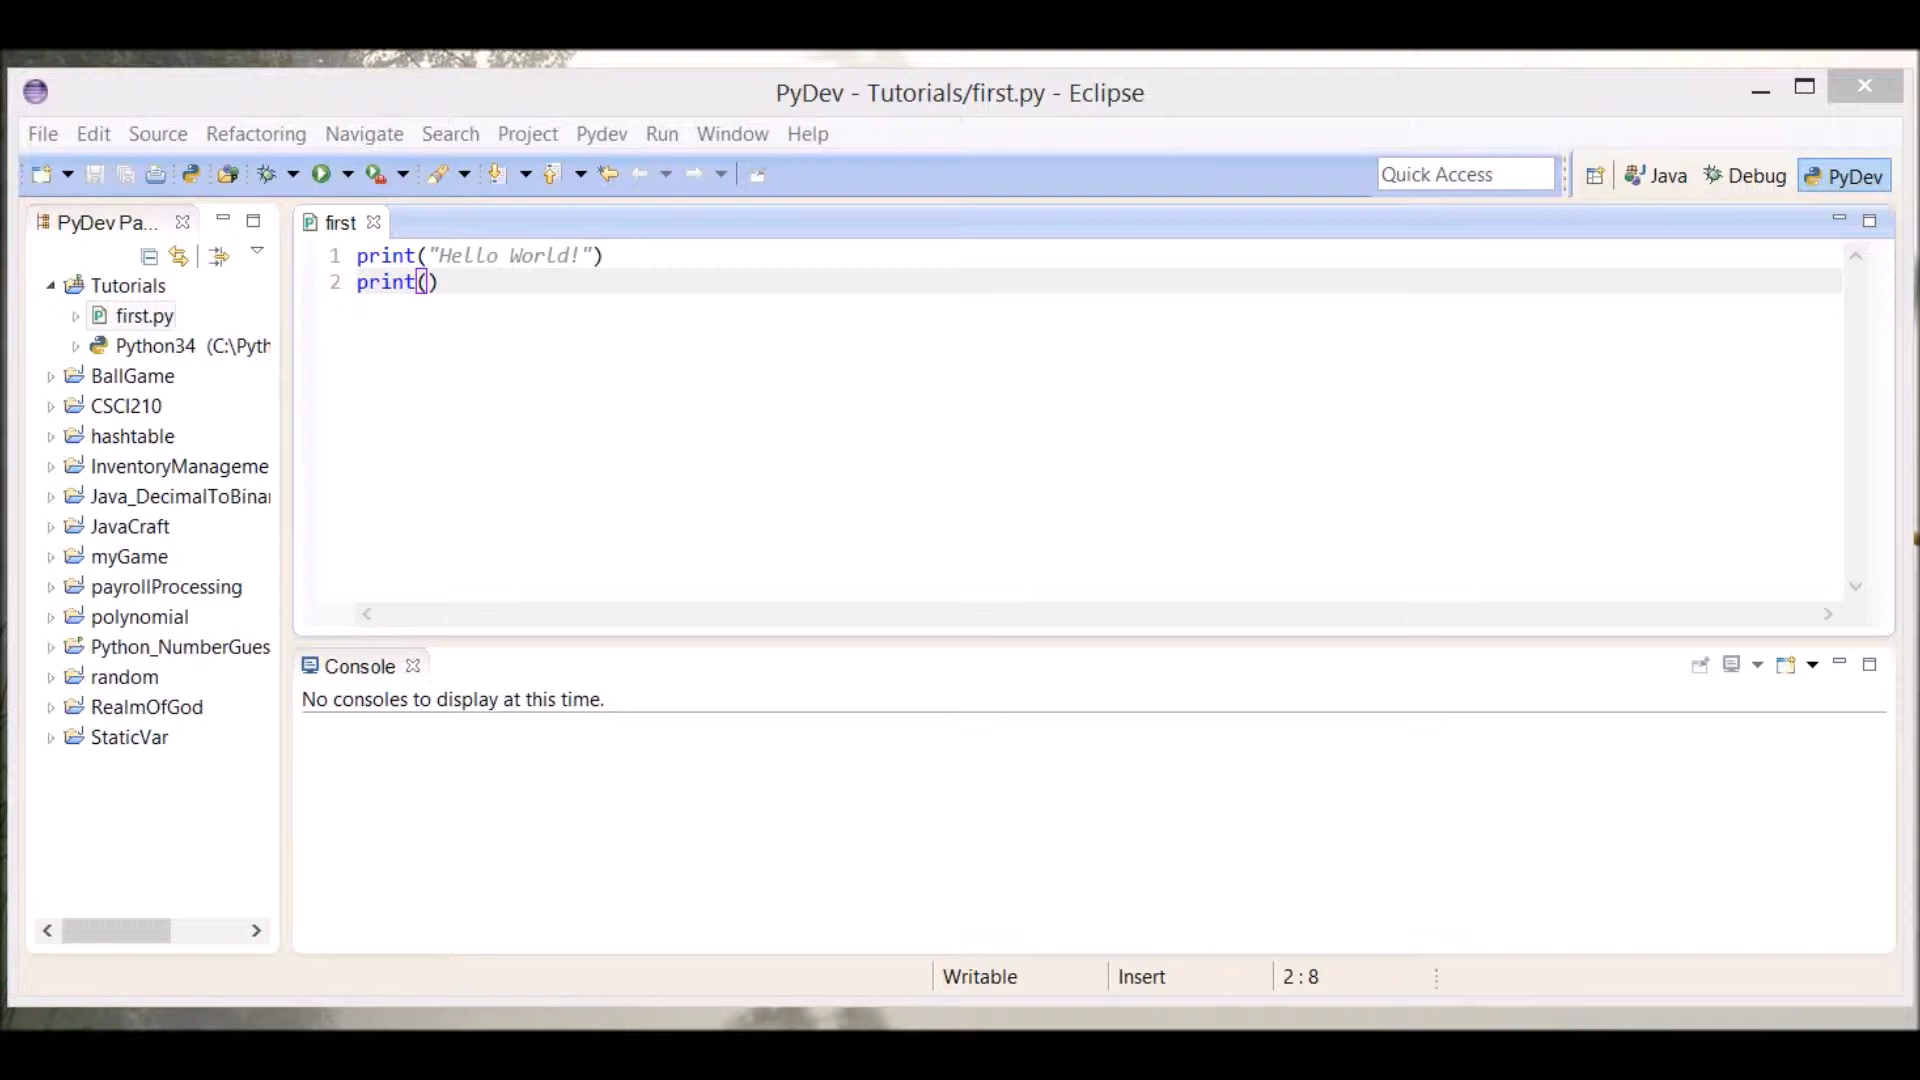 PyDev - Tutorials/first.py - Eclipse
File Edit Source Refactoring Navigate Search Project Pydev Run Window Help
Quick Access
Java
Debug
PyDev
PyDev Pa...
Tutorials
first.py
Python34 (C:\Pyth
BallGame
CSCI210
hashtable
InventoryManageme
Java_DecimalToBinar
JavaCraft
myGame
payrollProcessing
polynomial
Python_NumberGues
random
RealmOfGod
StaticVar
first
1 print("Hello World!")
2 print()
Console
No consoles to display at this time.
Writable
Insert
2 : 8